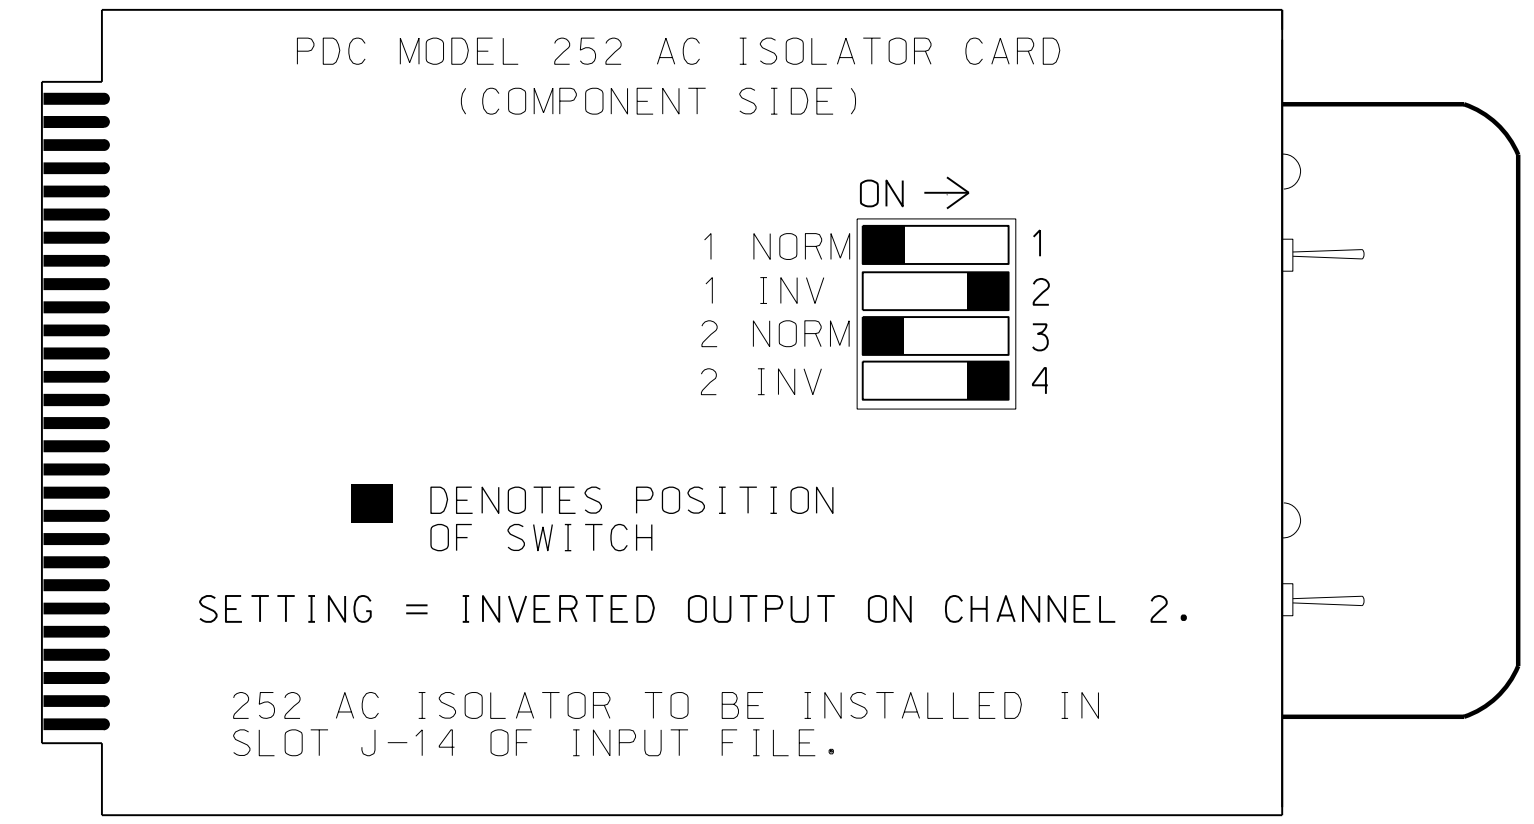 PDC MODEL 252 AC ISOLATOR CARD
(COMPONENT SIDE)
ON
1 NORM 1
1 INV 2
2 NORM 3
2 INV 4
DENOTES POSITION
OF SWITCH
SETTING = INVERTED OUTPUT ON CHANNEL 2.
252 AC ISOLATOR TO BE INSTALLED IN
SLOT J-14 OF INPUT FILE.